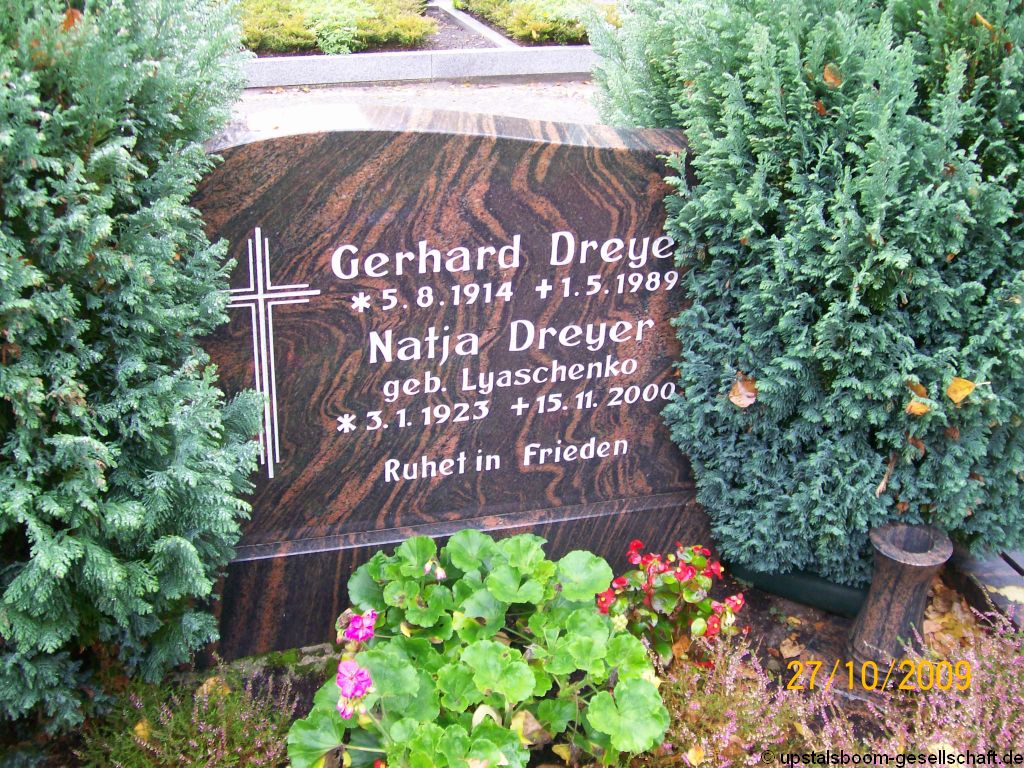 Gerhard Dreye
* 5. 8. 1914 + 1. 5. 1989
Natja Dreyer
geb. Lyaschenko
* 3. 1. 1923 + 15. 11. 2000
Ruhet in Frieden
27/10/2009
© upstalsboom-gesellschaft.de